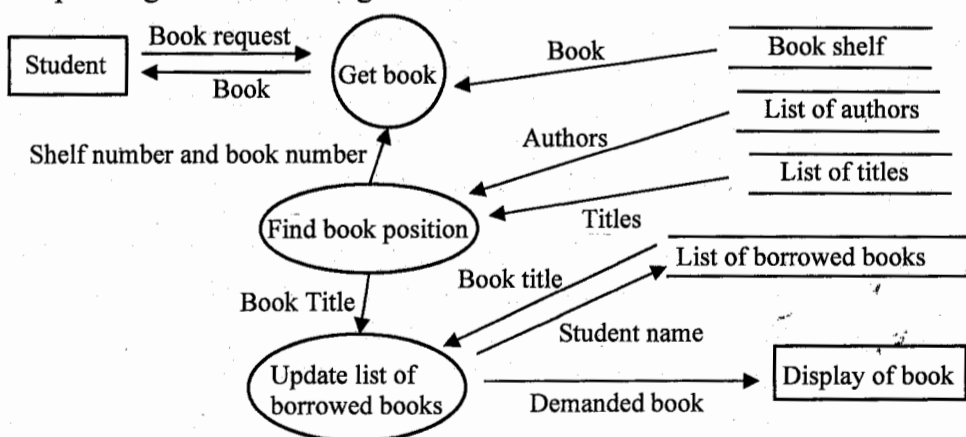 Book request
Student
Book
Get book
Book
Book shelf
List of authors
Authors
Shelf number and book number
List of titles
Find book position
Titles
List of borrowed books
Book title
Book Title
Student name
Update list of
borrowed books
Demanded book
Display of book